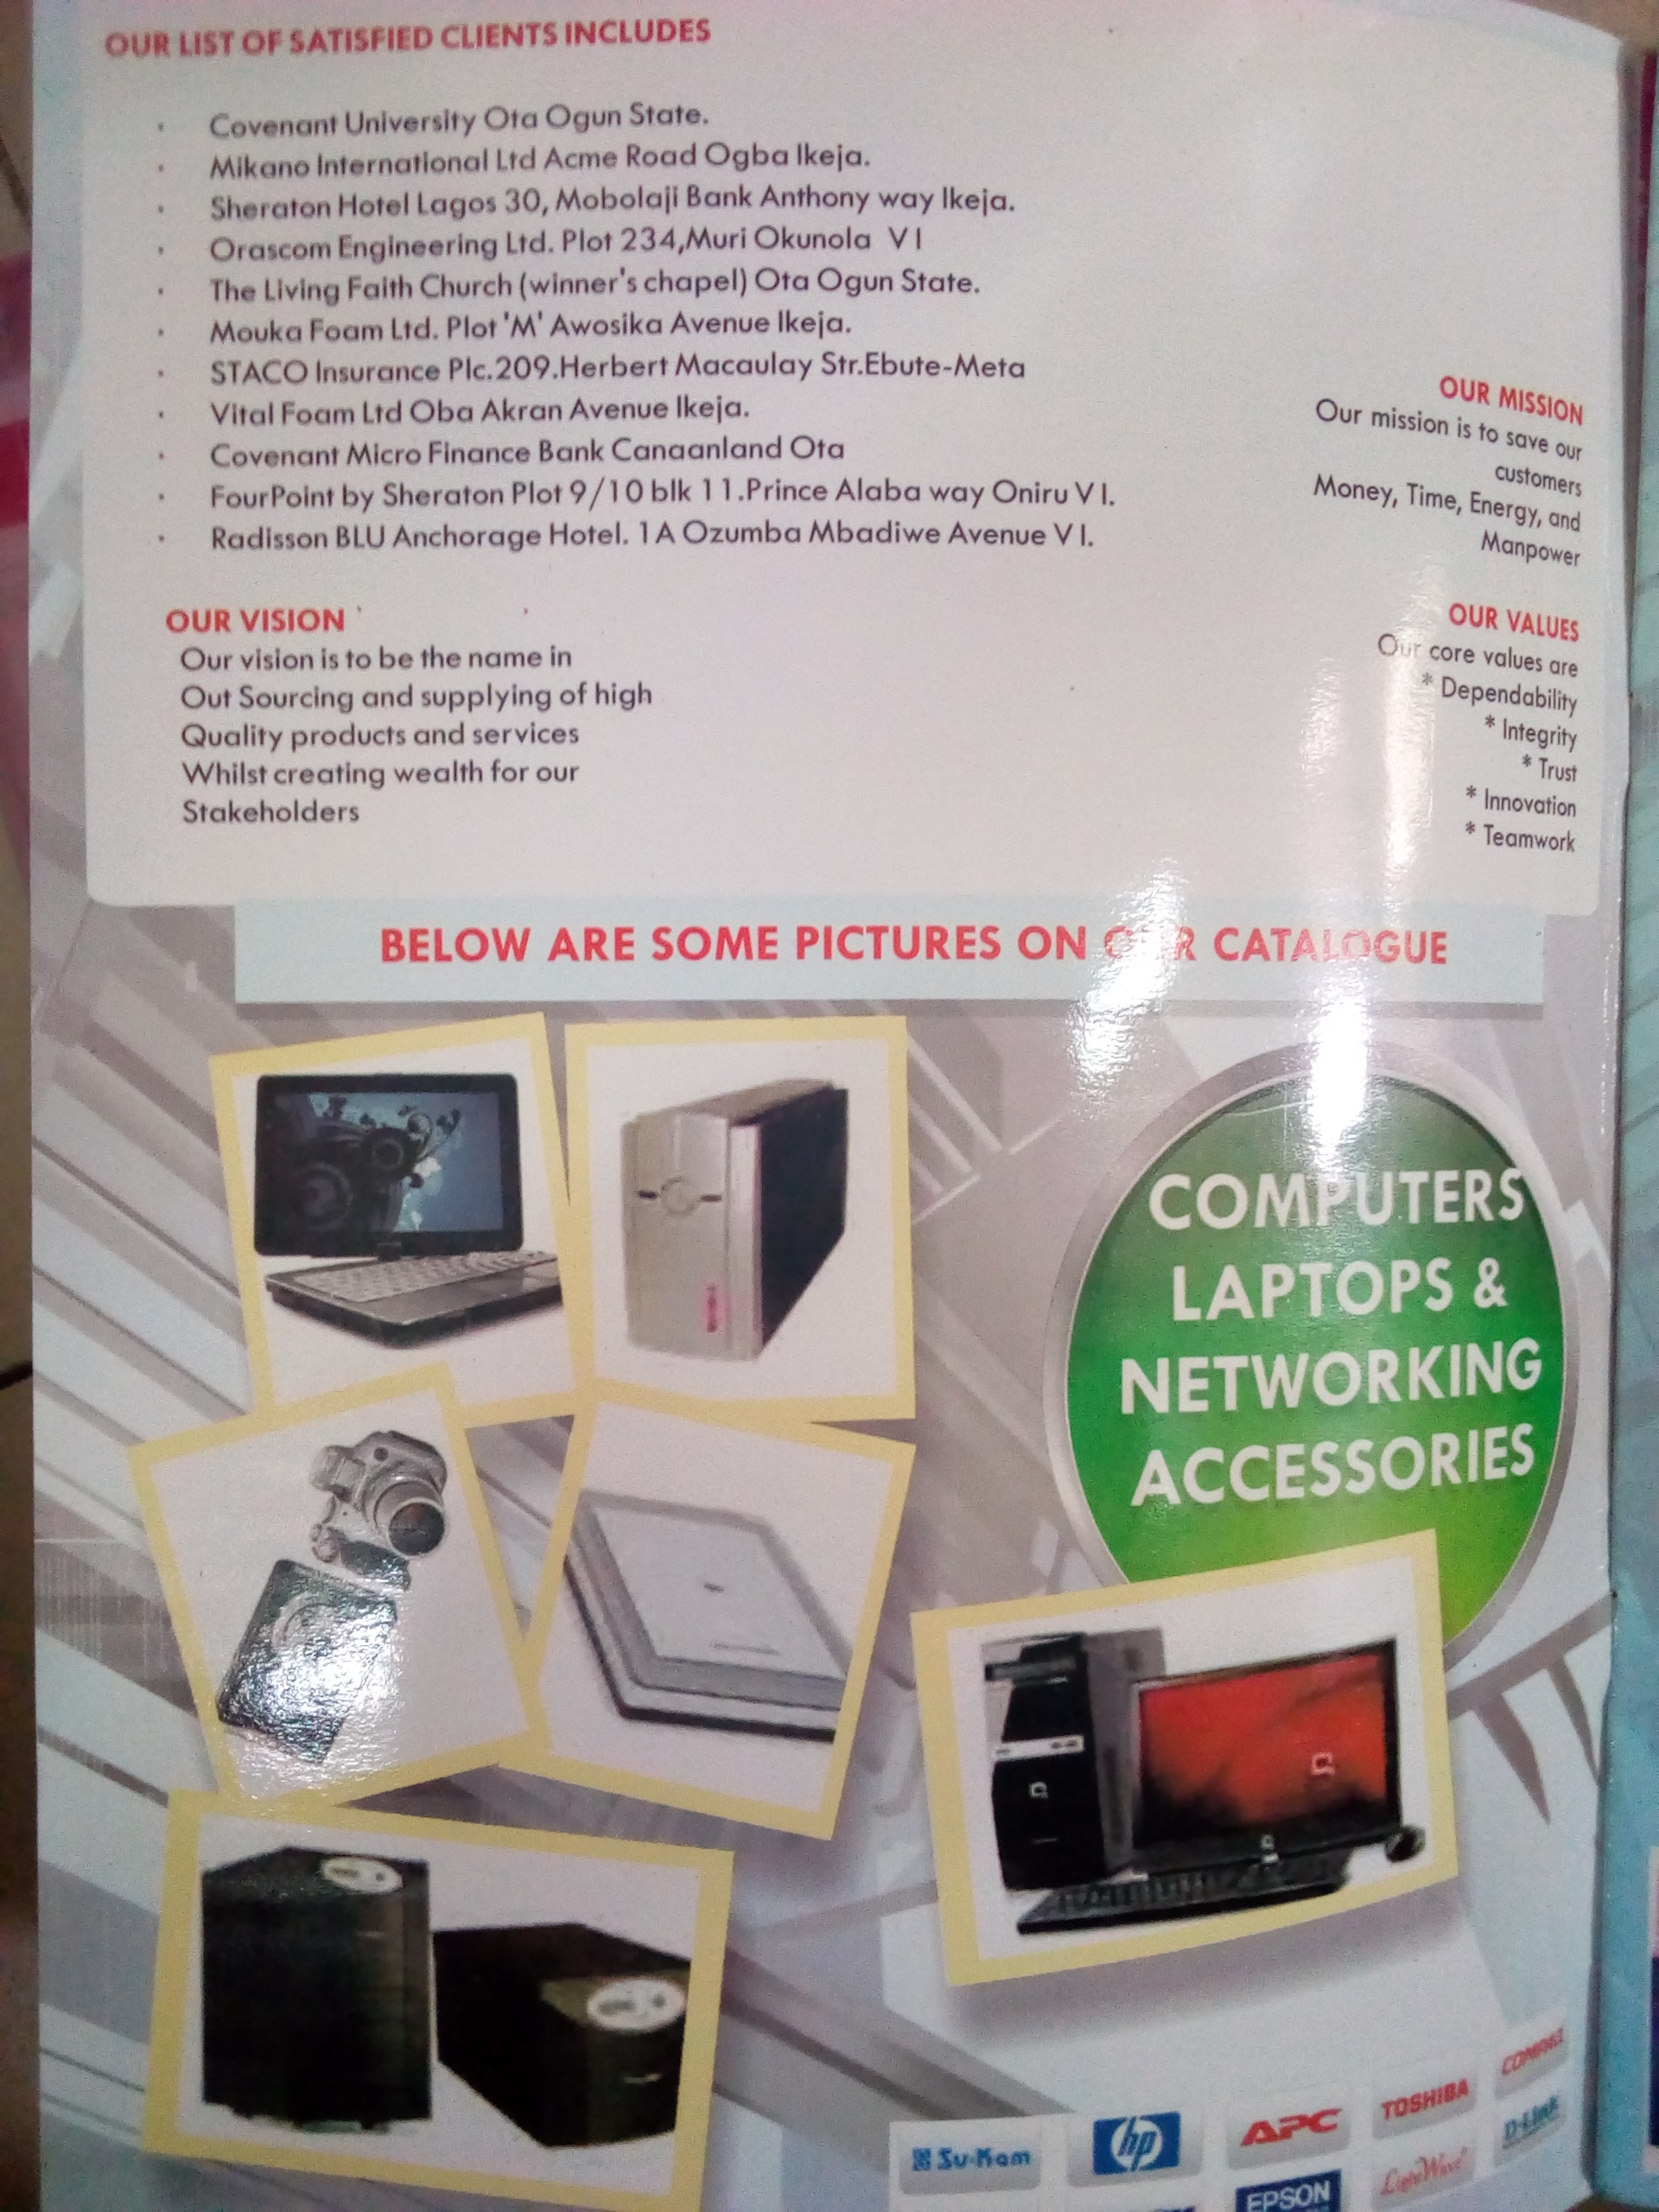 OUR LIST OF SATISFIED CLIENTS INCLUDES
· Covenant University Ota Ogun State.
· Mikano International Ltd Acme Road Ogba Ikeja.
· Sheraton Hotel Lagos 30, Mobolaji Bank Anthony way Ikeja.
· Orascom Engineering Ltd. Plot 234,Muri Okunola V I
· The Living Faith Church (winner's chapel) Ota Ogun State.
· Mouka Foam Ltd. Plot 'M' Awosika Avenue Ikeja.
· STACO Insurance Plc.209.Herbert Macaulay Str.Ebute-Meta
· Vital Foam Ltd Oba Akran Avenue Ikeja.
· Covenant Micro Finance Bank Canaanland Ota
· FourPoint by Sheraton Plot 9/10 blk 11.Prince Alaba way Oniru V I.
· Radisson BLU Anchorage Hotel. 1A Ozumba Mbadiwe Avenue V I.
OUR MISSION
Our mission is to save our
customers
Money, Time, Energy, and
Manpower
OUR VISION
Our vision is to be the name in
Out Sourcing and supplying of high
Quality products and services
Whilst creating wealth for our
Stakeholders
OUR VALUES
Our core values are
* Dependability
* Integrity
* Trust
* Innovation
* Teamwork
BELOW ARE SOME PICTURES ON OUR CATALOGUE
COMPUTERS
LAPTOPS &
NETWORKING
ACCESSORIES
Su-Kam
hp
APC
TOSHIBA
COMPAQ
EPSON
LightWave
D-Link